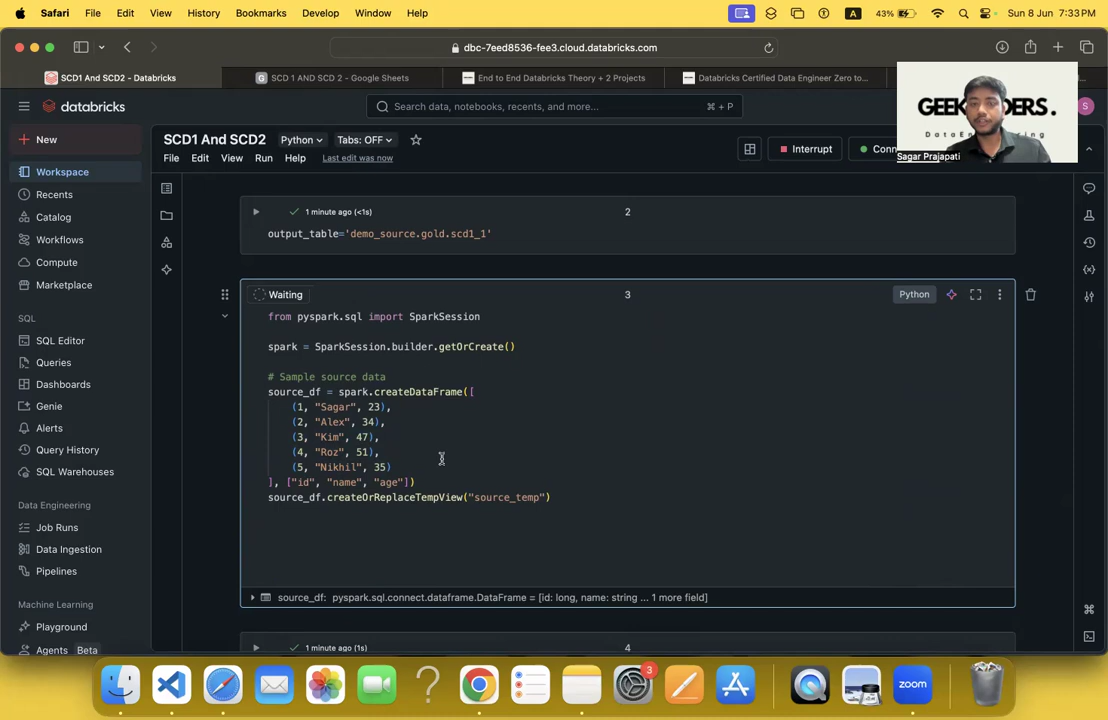 Safari File Edit View History Bookmarks Develop Window Help A 43% Sun 8 Jun 7:33 PM
dbc-7eed8536-fee3.cloud.databricks.com
SCD1 And SCD2 - Databricks
G SCD 1 AND SCD 2 - Google Sheets
End to End Databricks Theory + 2 Projects
Databricks Certified Data Engineer Zero to...
databricks
Search data, notebooks, recents, and more... ⌘ + P
S
DataEngineering
Sagar Prajapati
+ New
SCD1 And SCD2 Python Tabs: OFF
File Edit View Run Help Last edit was now
Interrupt
Workspace
Recents
Catalog
Workflows
Compute
Marketplace
SQL
SQL Editor
Queries
Dashboards
Genie
Alerts
Query History
SQL Warehouses
Data Engineering
Job Runs
Data Ingestion
Pipelines
Machine Learning
Playground
Agents Beta
1 minute ago (<1s) 2
output_table='demo_source.gold.scd1_1'
Waiting 3 Python
from pyspark.sql import SparkSession
spark = SparkSession.builder.getOrCreate()
# Sample source data
source_df = spark.createDataFrame([
(1, "Sagar", 23),
(2, "Alex", 34),
(3, "Kim", 47),
(4, "Roz", 51),
(5, "Nikhil", 35)
], ["id", "name", "age"])
source_df.createOrReplaceTempView("source_temp")
source_df: pyspark.sql.connect.dataframe.DataFrame = [id: long, name: string ... 1 more field]
1 minute ago (1s) 4
3
zoom